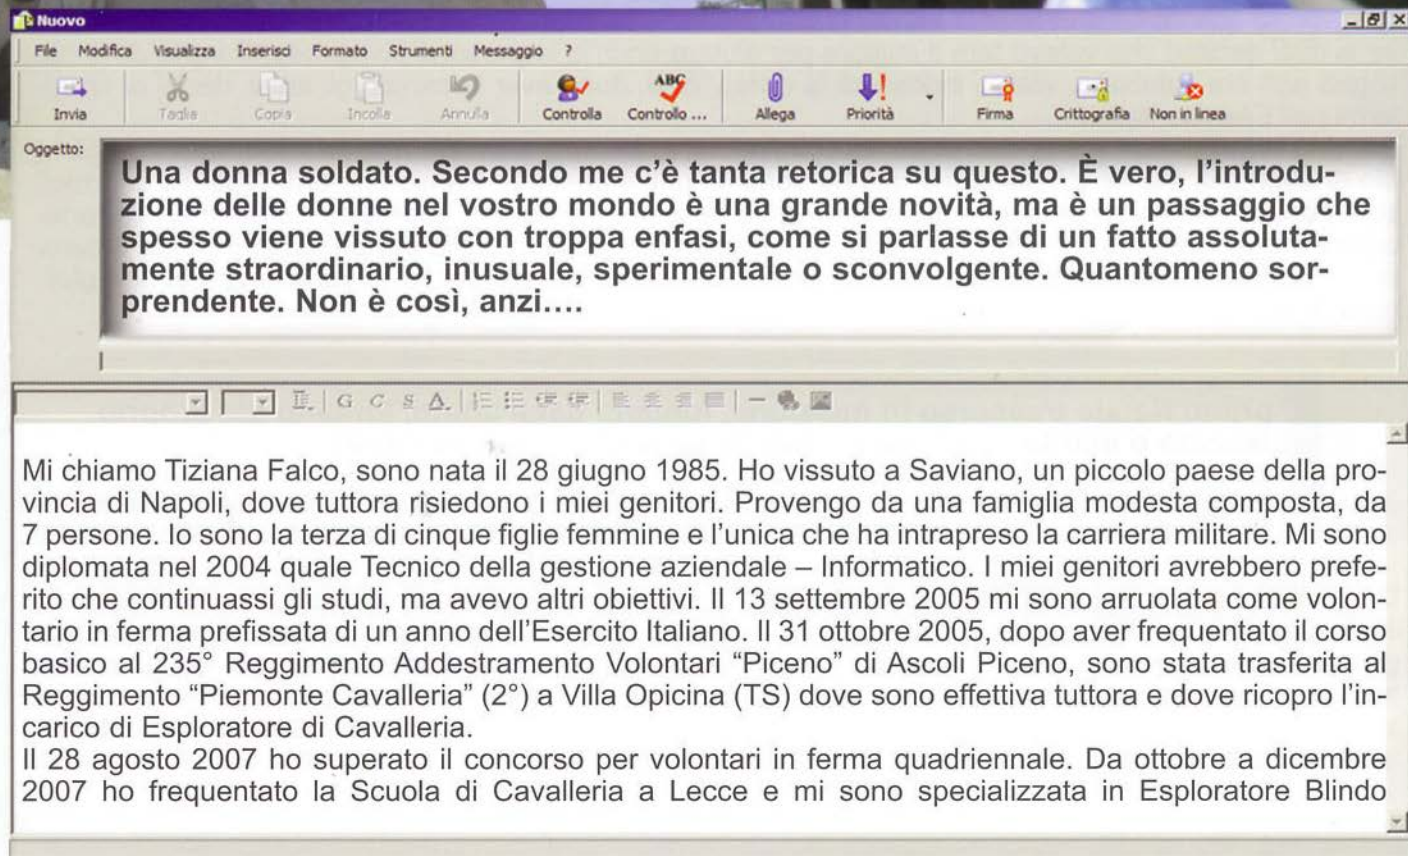 Nuovo
File Modifica Visualizza Inserisci Formato Strumenti Messaggio ?
ABC
Invia Taglia Copia Incolla Annulla Controlla Controllo ... Allega Priorità Firma Crittografia Non in linea
Oggetto:
Una donna soldato. Secondo me c'è tanta retorica su questo. È vero, l'introdu-
zione delle donne nel vostro mondo è una grande novità, ma è un passaggio che
spesso viene vissuto con troppa enfasi, come si parlasse di un fatto assoluta-
mente straordinario, inusuale, sperimentale o sconvolgente. Quantomeno sor-
prendente. Non è così, anzi....
G C S A
Mi chiamo Tiziana Falco, sono nata il 28 giugno 1985. Ho vissuto a Saviano, un piccolo paese della pro-
vincia di Napoli, dove tuttora risiedono i miei genitori. Provengo da una famiglia modesta composta, da
7 persone. Io sono la terza di cinque figlie femmine e l'unica che ha intrapreso la carriera militare. Mi sono
diplomata nel 2004 quale Tecnico della gestione aziendale – Informatico. I miei genitori avrebbero prefe-
rito che continuassi gli studi, ma avevo altri obiettivi. Il 13 settembre 2005 mi sono arruolata come volon-
tario in ferma prefissata di un anno dell'Esercito Italiano. Il 31 ottobre 2005, dopo aver frequentato il corso
basico al 235° Reggimento Addestramento Volontari “Piceno” di Ascoli Piceno, sono stata trasferita al
Reggimento “Piemonte Cavalleria” (2°) a Villa Opicina (TS) dove sono effettiva tuttora e dove ricopro l'in-
carico di Esploratore di Cavalleria.
Il 28 agosto 2007 ho superato il concorso per volontari in ferma quadriennale. Da ottobre a dicembre
2007 ho frequentato la Scuola di Cavalleria a Lecce e mi sono specializzata in Esploratore Blindo